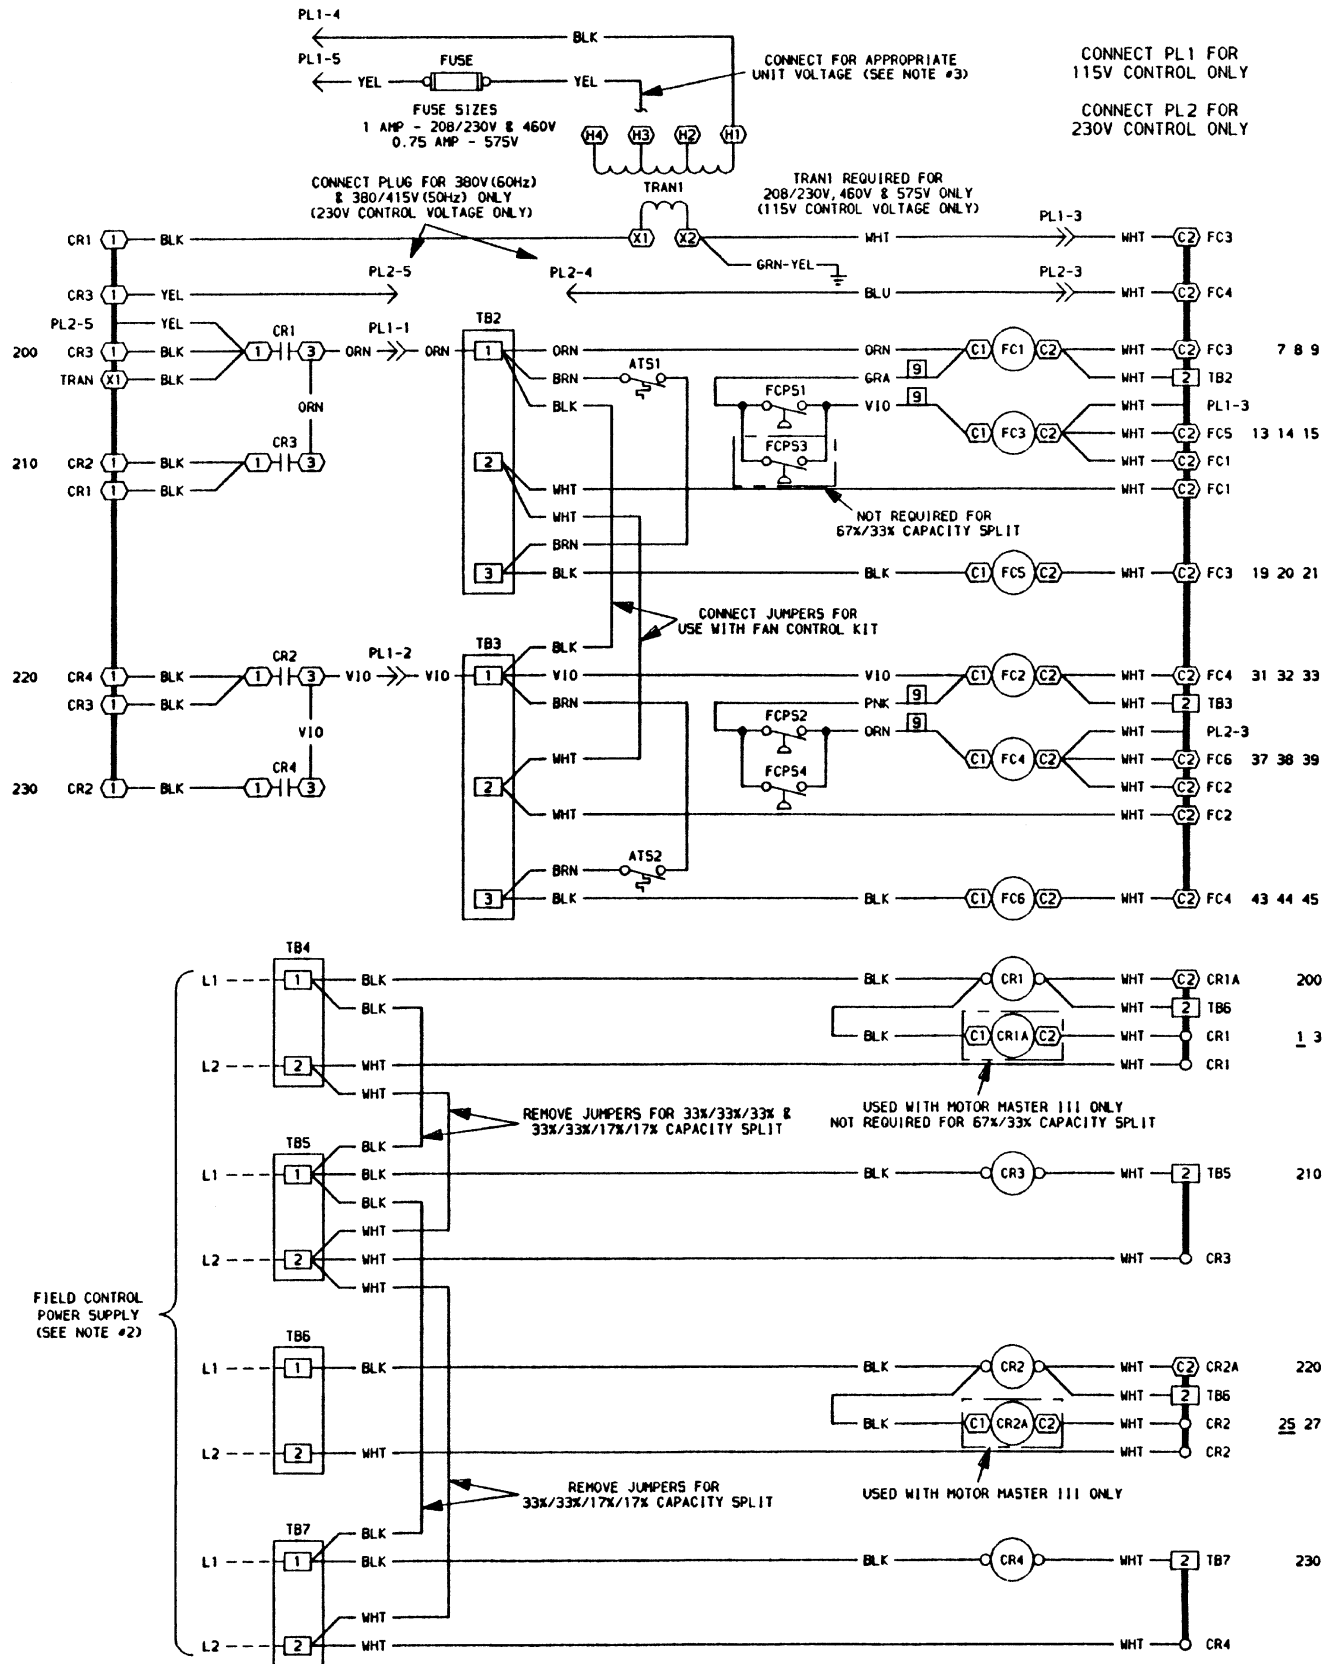 PL1-4
BLK
PL1-5
YEL
FUSE
YEL
FUSE SIZES
1 AMP - 208/230V & 460V
0.75 AMP - 575V
CONNECT FOR APPROPRIATE
UNIT VOLTAGE (SEE NOTE #3)
CONNECT PL1 FOR
115V CONTROL ONLY
CONNECT PL2 FOR
230V CONTROL ONLY
H4 H3 H2 H1
TRAN1
CONNECT PLUG FOR 380V(60Hz)
& 380/415V(50Hz) ONLY
(230V CONTROL VOLTAGE ONLY)
TRAN1 REQUIRED FOR
208/230V, 460V & 575V ONLY
(115V CONTROL VOLTAGE ONLY)
CR1 1 BLK X1 X2 WHT PL1-3 WHT C2 FC3
GRN-YEL
CR3 1 YEL PL2-5 PL2-4 BLU PL2-3 WHT C2 FC4
PL2-5 YEL
200 CR3 1 BLK 1 CR1 3 ORN PL1-1 ORN TB2 1 ORN ORN C1 FC1 C2 WHT C2 FC3 7 8 9
TRAN X1 BLK BRN ATS1 GRA 9 WHT 2 TB2
ORN BLK FCPS1 VIO 9 WHT PL1-3
C1 FC3 C2 WHT C2 FC5 13 14 15
210 CR2 1 BLK 1 CR3 3 2 FCPS3 WHT C2 FC1
CR1 1 BLK WHT WHT C2 FC1
WHT
NOT REQUIRED FOR
67%/33% CAPACITY SPLIT
BRN
3 BLK BLK C1 FC5 C2 WHT C2 FC3 19 20 21
CONNECT JUMPERS FOR
USE WITH FAN CONTROL KIT
TB3 BLK
220 CR4 1 BLK 1 CR2 3 VIO PL1-2 VIO 1 VIO VIO C1 FC2 C2 WHT C2 FC4 31 32 33
CR3 1 BLK BRN PNK 9 WHT 2 TB3
VIO FCPS2 ORN 9 WHT PL2-3
WHT C1 FC4 C2 WHT C2 FC6 37 38 39
230 CR2 1 BLK 1 CR4 3 2 FCPS4 WHT C2 FC2
WHT WHT C2 FC2
BRN ATS2
3 BLK BLK C1 FC6 C2 WHT C2 FC4 43 44 45
TB4
L1 1 BLK BLK CR1 WHT C2 CR1A 200
BLK WHT 2 TB6
BLK C1 CR1A C2 WHT CR1 1 3
L2 2 WHT WHT CR1
WHT
REMOVE JUMPERS FOR 33%/33%/33% &
33%/33%/17%/17% CAPACITY SPLIT
USED WITH MOTOR MASTER III ONLY
NOT REQUIRED FOR 67%/33% CAPACITY SPLIT
TB5 BLK
L1 1 BLK BLK CR3 WHT 2 TB5 210
BLK
WHT
L2 2 WHT WHT CR3
WHT
FIELD CONTROL
POWER SUPPLY
(SEE NOTE #2)
TB6
L1 1 BLK BLK CR2 WHT C2 CR2A 220
WHT 2 TB6
BLK C1 CR2A C2 WHT CR2 25 27
L2 2 WHT WHT CR2
REMOVE JUMPERS FOR
33%/33%/17%/17% CAPACITY SPLIT
USED WITH MOTOR MASTER III ONLY
TB7 BLK
L1 1 BLK BLK CR4 WHT 2 TB7 230
WHT
L2 2 WHT WHT CR4